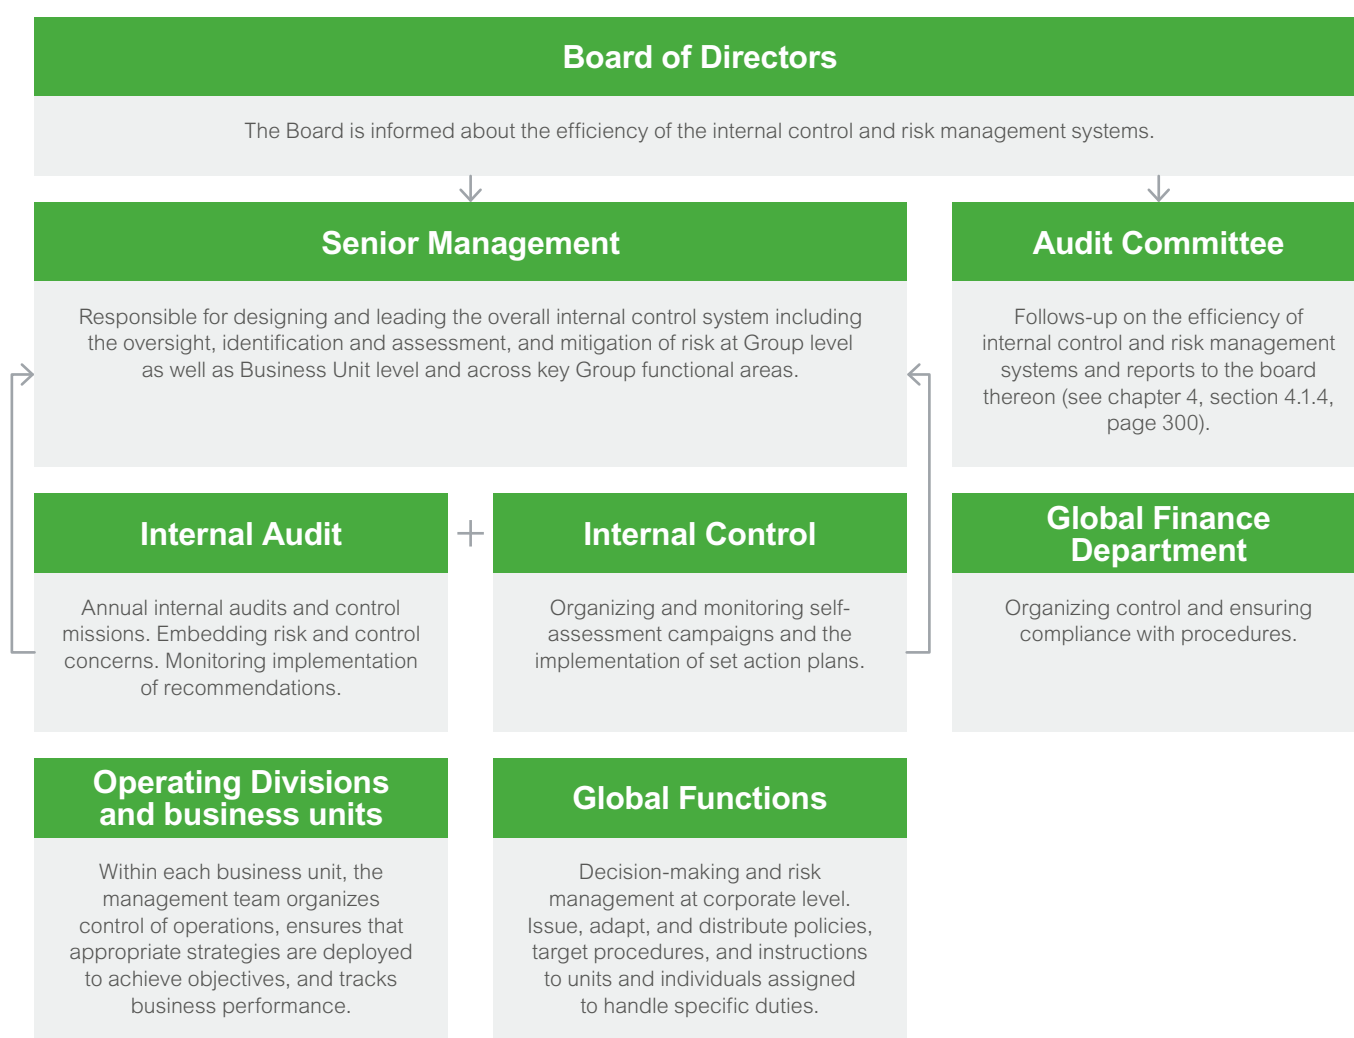 Board of Directors
The Board is informed about the efficiency of the internal control and risk management systems.
Senior Management
Responsible for designing and leading the overall internal control system including
the oversight, identification and assessment, and mitigation of risk at Group level
as well as Business Unit level and across key Group functional areas.
Audit Committee
Follows-up on the efficiency of
internal control and risk management
systems and reports to the board
thereon (see chapter 4, section 4.1.4,
page 300).
Internal Audit
Annual internal audits and control
missions. Embedding risk and control
concerns. Monitoring implementation
of recommendations.
+
Internal Control
Organizing and monitoring self-
assessment campaigns and the
implementation of set action plans.
Global Finance
Department
Organizing control and ensuring
compliance with procedures.
Operating Divisions
and business units
Within each business unit, the
management team organizes
control of operations, ensures that
appropriate strategies are deployed
to achieve objectives, and tracks
business performance.
Global Functions
Decision-making and risk
management at corporate level.
Issue, adapt, and distribute policies,
target procedures, and instructions
to units and individuals assigned
to handle specific duties.